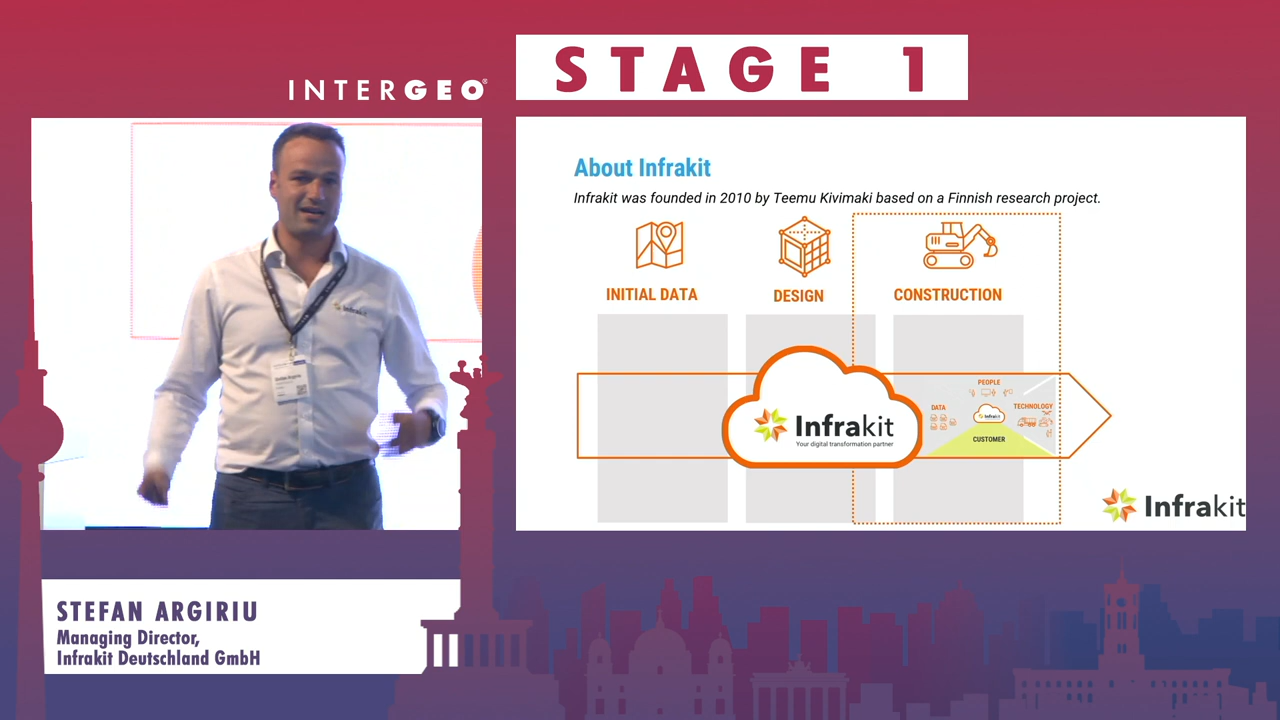 INTERGEO®
STAGE 1
About Infrakit
Infrakit was founded in 2010 by Teemu Kivimaki based on a Finnish research project.
INITIAL DATA
DESIGN
CONSTRUCTION
Infrakit
Your digital transformation partner
PEOPLE
DATA
TECHNOLOGY
Infrakit
CUSTOMER
Infrakit
Infrakit
STEFAN ARGIRIU
Managing Director,
Infrakit Deutschland GmbH